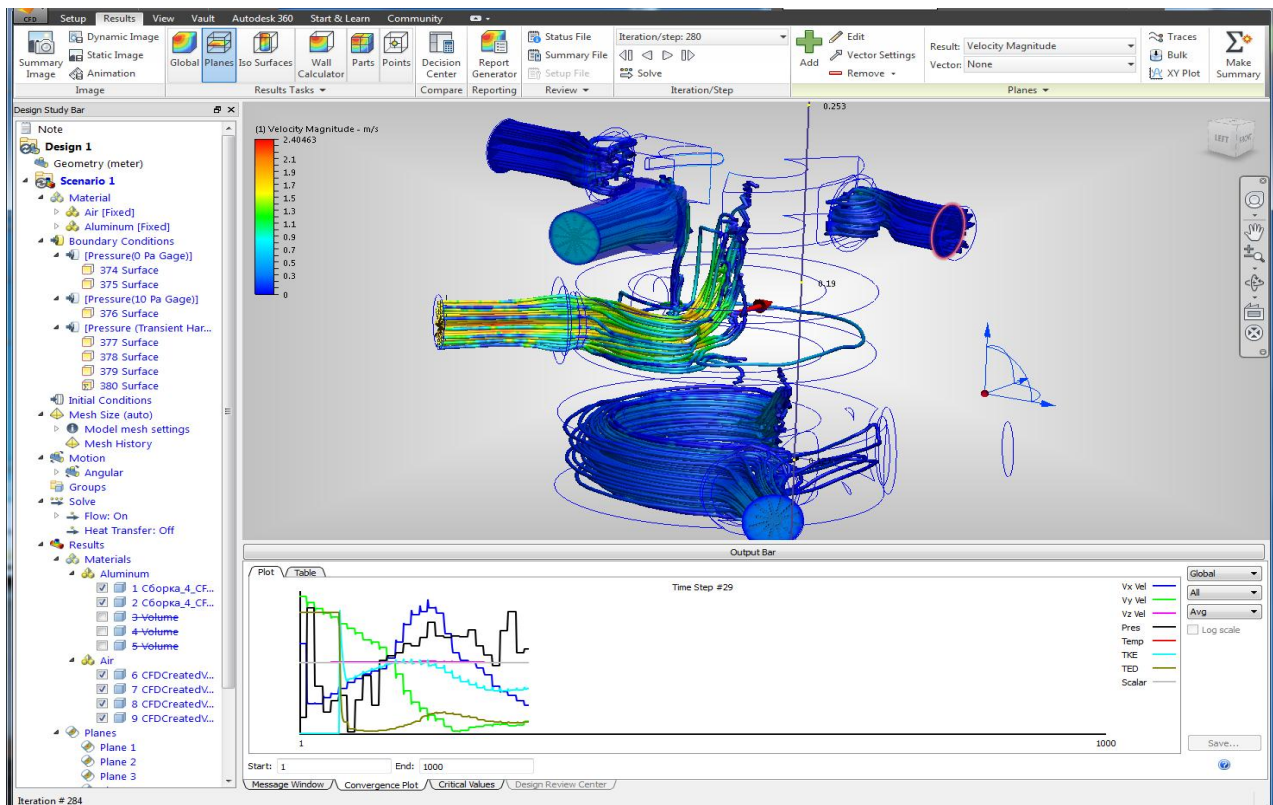 CFD Setup Results View Vault Autodesk 360 Start & Learn Community
Dynamic Image
Static Image
Animation
Summary Image
Image
Global Planes Iso Surfaces Wall Calculator Parts Points
Results Tasks
Decision Center
Compare
Report Generator
Reporting
Status File
Summary File
Setup File
Review
Iteration/step: 280
Solve
Iteration/Step
Add
Edit
Vector Settings
Remove
Result: Velocity Magnitude
Vector: None
Planes
Traces
Bulk
XY Plot
Make Summary
Design Study Bar
Note
Design 1
Geometry (meter)
Scenario 1
Material
Air [Fixed]
Aluminum [Fixed]
Boundary Conditions
[Pressure(0 Pa Gage)]
374 Surface
375 Surface
[Pressure(10 Pa Gage)]
376 Surface
[Pressure (Transient Har...
377 Surface
378 Surface
379 Surface
380 Surface
Initial Conditions
Mesh Size (auto)
Model mesh settings
Mesh History
Motion
Angular
Groups
Solve
Flow: On
Heat Transfer: Off
Results
Materials
Aluminum
1 Сборка_4_CF...
2 Сборка_4_CF...
3 Volume
4 Volume
5 Volume
Air
6 CFDCreatedV...
7 CFDCreatedV...
8 CFDCreatedV...
9 CFDCreatedV...
Planes
Plane 1
Plane 2
Plane 3
Iteration # 284
(1) Velocity Magnitude - m/s
2.40463
2.1
1.9
1.7
1.5
1.3
1.1
0.9
0.7
0.5
0.3
0
0.253
0.19
LEFT
Output Bar
Plot Table
Time Step #29
Vx Vel
Vy Vel
Vz Vel
Pres
Temp
TKE
TED
Scalar
1 1000
Global
All
Avg
Log scale
Save...
Start: 1 End: 1000
Message Window Convergence Plot Critical Values Design Review Center